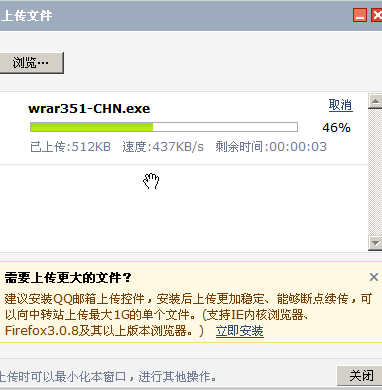 上传文件
浏览…
wrar351-CHN.exe 取消
46%
已上传:512KB 速度:437KB/s 剩余时间:00:00:03
需要上传更大的文件？
建议安装QQ邮箱上传控件，安装后上传更加稳定、能够断点续传，可
以向中转站上传最大1G的单个文件。(支持IE内核浏览器、
Firefox3.0.8及其以上版本浏览器。) 立即安装
上传时可以最小化本窗口，进行其他操作。
关闭